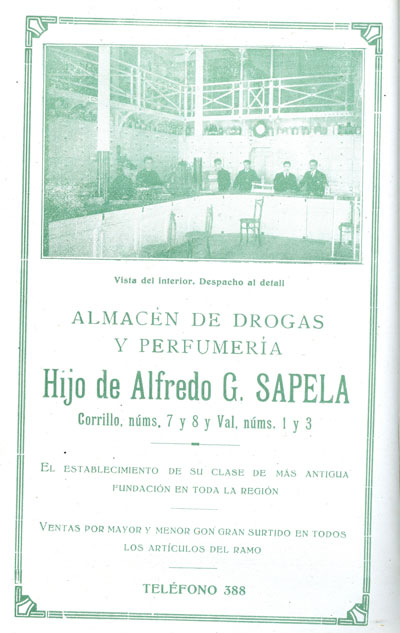 Vista del interior. Despacho al detall
ALMACÉN DE DROGAS
Y PERFUMERÍA
Hijo de Alfredo G. SAPELA
Corrillo, núms. 7 y 8 y Val, núms. 1 y 3
EL ESTABLECIMIENTO DE SU CLASE DE MÁS ANTIGUA
FUNDACIÓN EN TODA LA REGIÓN
VENTAS POR MAYOR Y MENOR GON GRAN SURTIDO EN TODOS
LOS ARTÍCULOS DEL RAMO
TELÉFONO 388